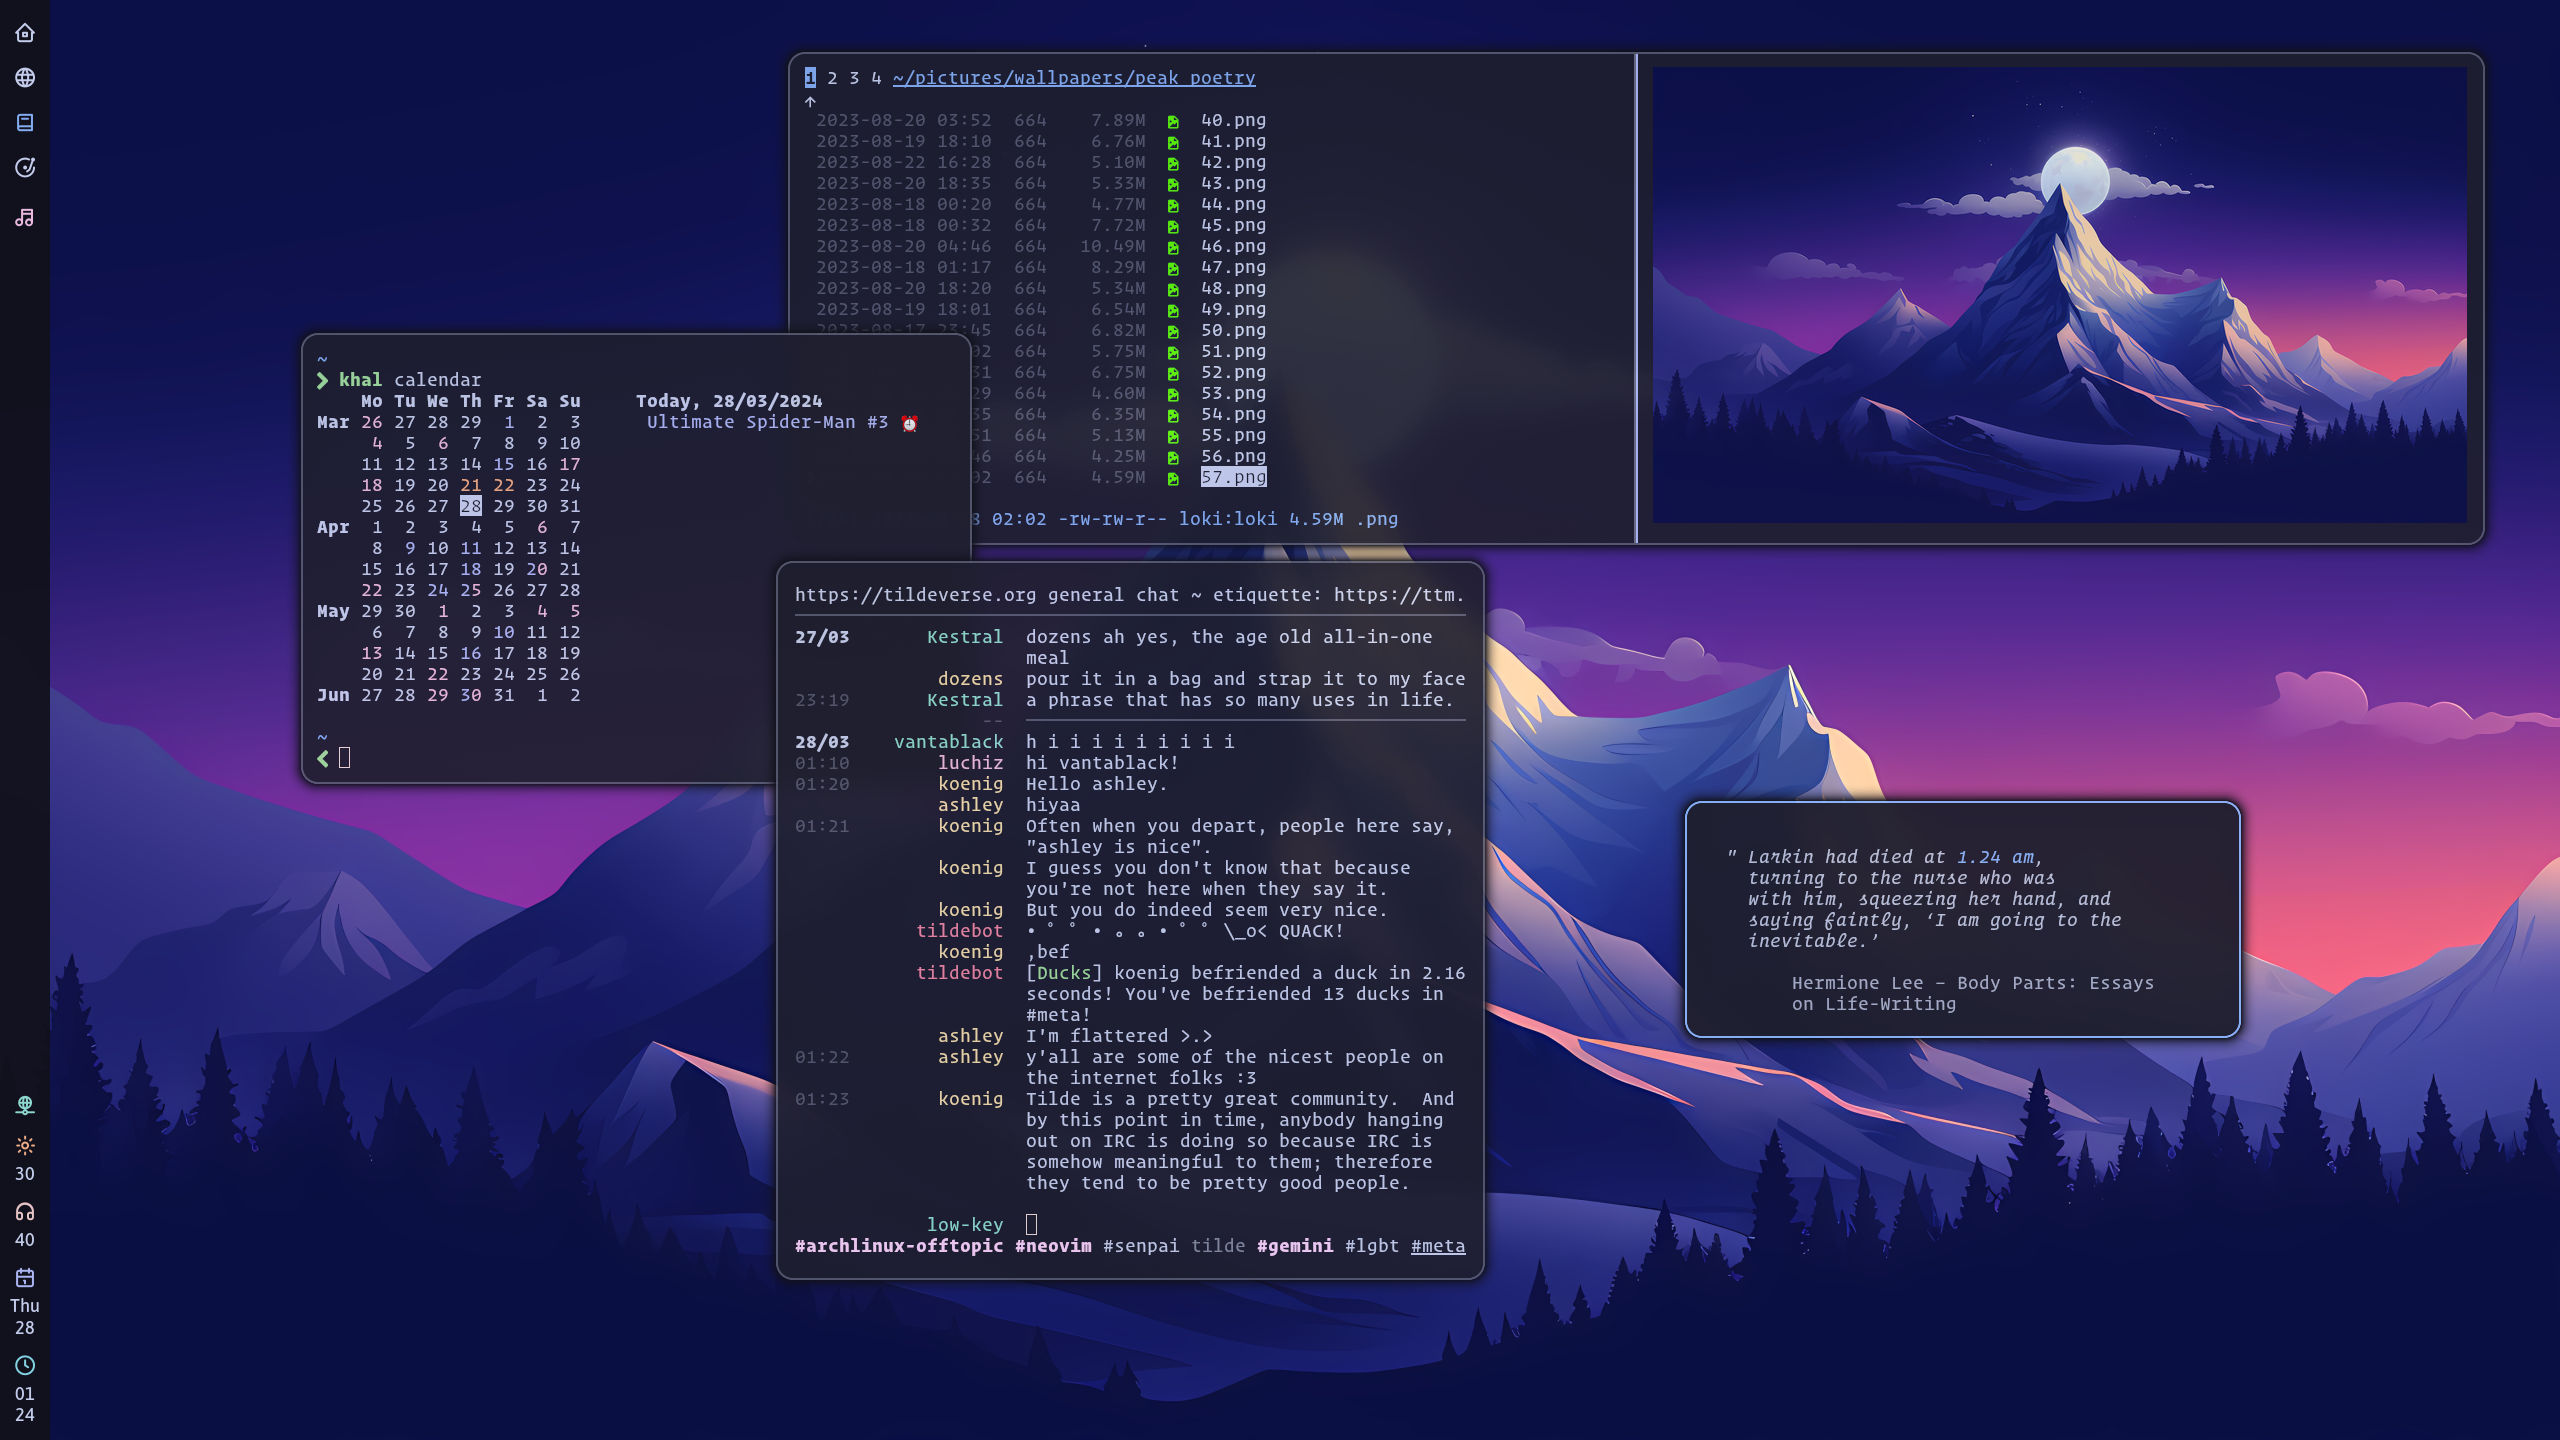 1 2 3 4 ~/pictures/wallpapers/peak poetry
2023-08-20 03:52 664 7.89M 40.png
2023-08-19 18:10 664 6.76M 41.png
2023-08-22 16:28 664 5.10M 42.png
2023-08-20 18:35 664 5.33M 43.png
2023-08-18 00:20 664 4.77M 44.png
2023-08-18 00:32 664 7.72M 45.png
2023-08-20 04:46 664 10.49M 46.png
2023-08-18 01:17 664 8.29M 47.png
2023-08-20 18:20 664 5.34M 48.png
2023-08-19 18:01 664 6.54M 49.png
2023-08-17 23:45 664 6.82M 50.png
02 664 5.75M 51.png
31 664 6.75M 52.png
29 664 4.60M 53.png
35 664 6.35M 54.png
51 664 5.13M 55.png
46 664 4.25M 56.png
02 664 4.59M 57.png
8 02:02 -rw-rw-r-- loki:loki 4.59M .png
~
❯ khal calendar
Mo Tu We Th Fr Sa Su Today, 28/03/2024
Mar 26 27 28 29 1 2 3 Ultimate Spider-Man #3 ⏰
4 5 6 7 8 9 10
11 12 13 14 15 16 17
18 19 20 21 22 23 24
25 26 27 28 29 30 31
Apr 1 2 3 4 5 6 7
8 9 10 11 12 13 14
15 16 17 18 19 20 21
22 23 24 25 26 27 28
May 29 30 1 2 3 4 5
6 7 8 9 10 11 12
13 14 15 16 17 18 19
20 21 22 23 24 25 26
Jun 27 28 29 30 31 1 2
~
❮
https://tildeverse.org general chat ~ etiquette: https://ttm.
27/03 Kestral dozens ah yes, the age old all-in-one
meal
dozens pour it in a bag and strap it to my face
23:19 Kestral a phrase that has so many uses in life.
--
28/03 vantablack h i i i i i i i i i
01:10 luchiz hi vantablack!
01:20 koenig Hello ashley.
ashley hiyaa
01:21 koenig Often when you depart, people here say,
"ashley is nice".
koenig I guess you don't know that because
you're not here when they say it.
koenig But you do indeed seem very nice.
tildebot • ゜ ゜ • 。 。 • ゜ ゜ \_o< QUACK!
koenig ,bef
tildebot [Ducks] koenig befriended a duck in 2.16
seconds! You've befriended 13 ducks in
#meta!
ashley I'm flattered >.>
01:22 ashley y'all are some of the nicest people on
the internet folks :3
01:23 koenig Tilde is a pretty great community.  And
by this point in time, anybody hanging
out on IRC is doing so because IRC is
somehow meaningful to them; therefore
they tend to be pretty good people.
low-key
#archlinux-offtopic #neovim #senpai tilde #gemini #lgbt #meta
" Larkin had died at 1.24 am,
turning to the nurse who was
with him, squeezing her hand, and
saying faintly, ‘I am going to the
inevitable.’
Hermione Lee – Body Parts: Essays
on Life-Writing
30
40
Thu
28
01
24